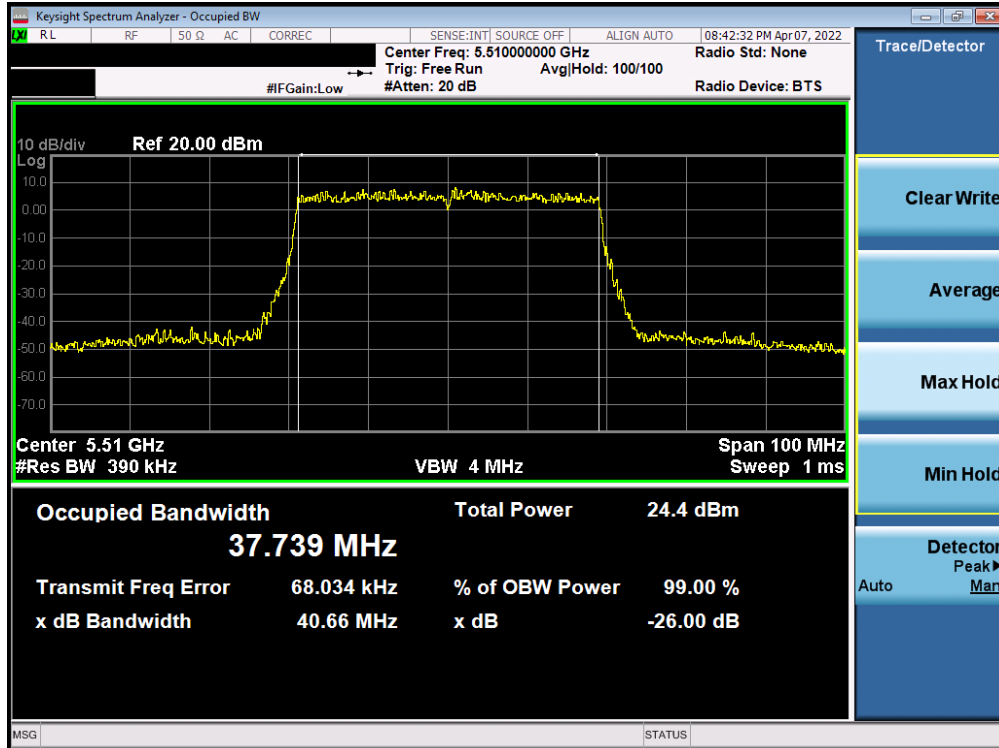 Keysight Spectrum Analyzer - Occupied BW
LXI RL RF 50 Ω AC CORREC SENSE:INT SOURCE OFF ALIGN AUTO 08:42:32 PM Apr 07, 2022
Center Freq: 5.510000000 GHz Radio Std: None
Trig: Free Run Avg|Hold: 100/100
#IFGain:Low #Atten: 20 dB Radio Device: BTS
10 dB/div Ref 20.00 dBm
Log
10.0
0.00
-10.0
-20.0
-30.0
-40.0
-50.0
-60.0
-70.0
Center 5.51 GHz Span 100 MHz
#Res BW 390 kHz VBW 4 MHz Sweep 1 ms
Occupied Bandwidth Total Power 24.4 dBm
37.739 MHz
Transmit Freq Error 68.034 kHz % of OBW Power 99.00 %
x dB Bandwidth 40.66 MHz x dB -26.00 dB
MSG STATUS
Trace/Detector
Clear Write
Average
Max Hold
Min Hold
Detector
Peak▶
Auto Man